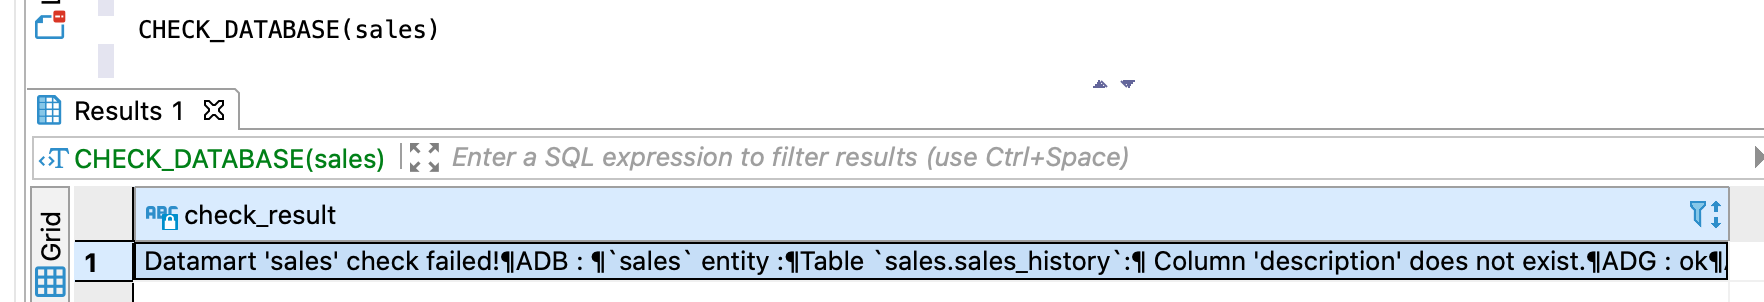 CHECK_DATABASE(sales)
Results 1
CHECK_DATABASE(sales) Enter a SQL expression to filter results (use Ctrl+Space)
Grid
ABC check_result
1 Datamart 'sales' check failed!¶ADB : ¶`sales` entity :¶Table `sales.sales_history`:¶ Column 'description' does not exist.¶ADG : ok¶